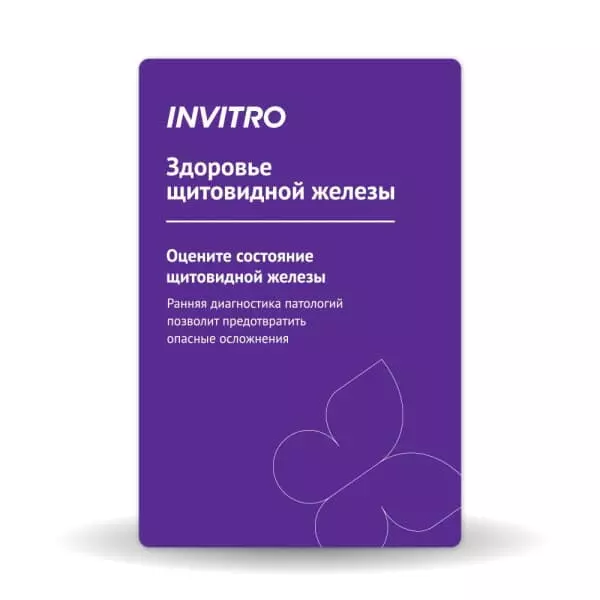 INVITRO
Здоровье
щитовидной железы
Оцените состояние
щитовидной железы
Ранняя диагностика патологий
позволит предотвратить
опасные осложнения